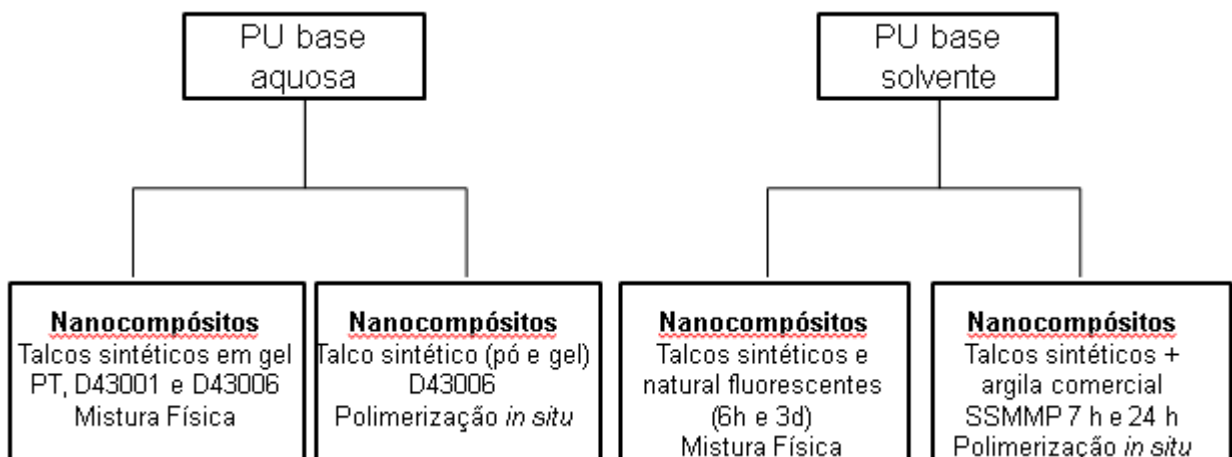 PU base
aquosa
PU base
solvente
Nanocompósitos
Talcos sintéticos em gel
PT, D43001 e D43006
Mistura Física
Nanocompósitos
Talco sintético (pó e gel)
D43006
Polimerização in situ
Nanocompósitos
Talcos sintéticos e
natural fluorescentes
(6h e 3d)
Mistura Física
Nanocompósitos
Talcos sintéticos +
argila comercial
SSMMP 7 h e 24 h
Polimerização in situ